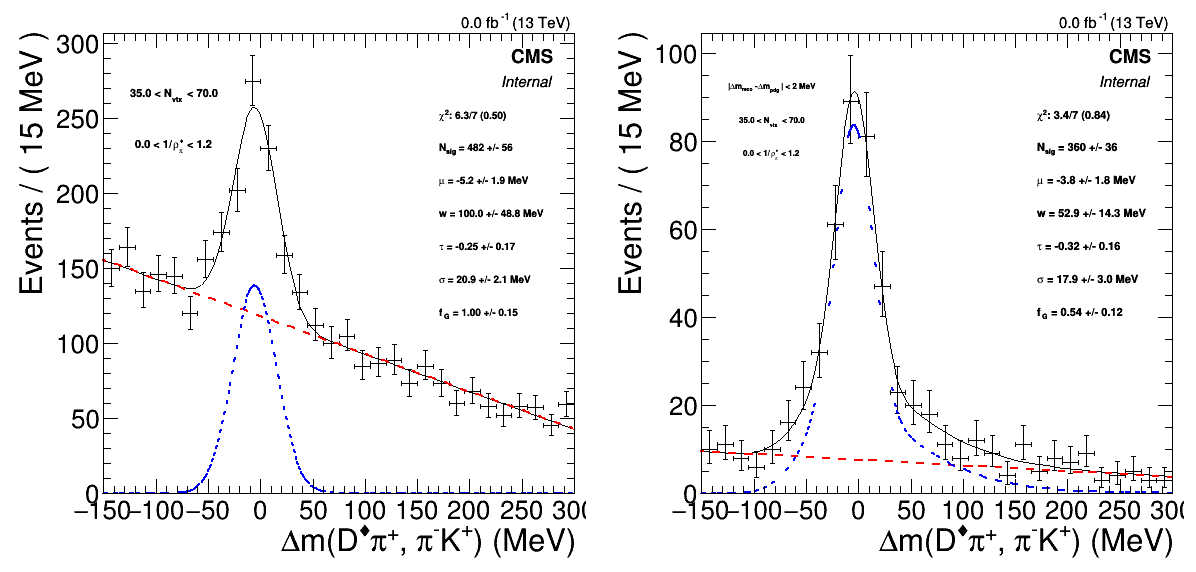 0.0 fb⁻¹ (13 TeV)
CMS
Internal
35.0 < N_vtx < 70.0
0.0 < 1/ρ_π^♦ < 1.2
χ²: 6.3/7 (0.50)
N_sig = 482 +/- 56
μ = -5.2 +/- 1.9 MeV
w = 100.0 +/- 48.8 MeV
τ = -0.25 +/- 0.17
σ = 20.9 +/- 2.1 MeV
f_G = 1.00 +/- 0.15
Events / ( 15 MeV )
300
250
200
150
100
50
0
−150 −100 −50 0 50 100 150 200 250 300
Δm(D♦π⁺, π⁻K⁺) (MeV)
0.0 fb⁻¹ (13 TeV)
CMS
Internal
|Δm_reco -Δm_pdg | < 2 MeV
35.0 < N_vtx < 70.0
0.0 < 1/ρ_π^♦ < 1.2
χ²: 3.4/7 (0.84)
N_sig = 360 +/- 36
μ = -3.8 +/- 1.8 MeV
w = 52.9 +/- 14.3 MeV
τ = -0.32 +/- 0.16
σ = 17.9 +/- 3.0 MeV
f_G = 0.54 +/- 0.12
Events / ( 15 MeV )
100
80
60
40
20
0
−150 −100 −50 0 50 100 150 200 250 300
Δm(D♦π⁺, π⁻K⁺) (MeV)